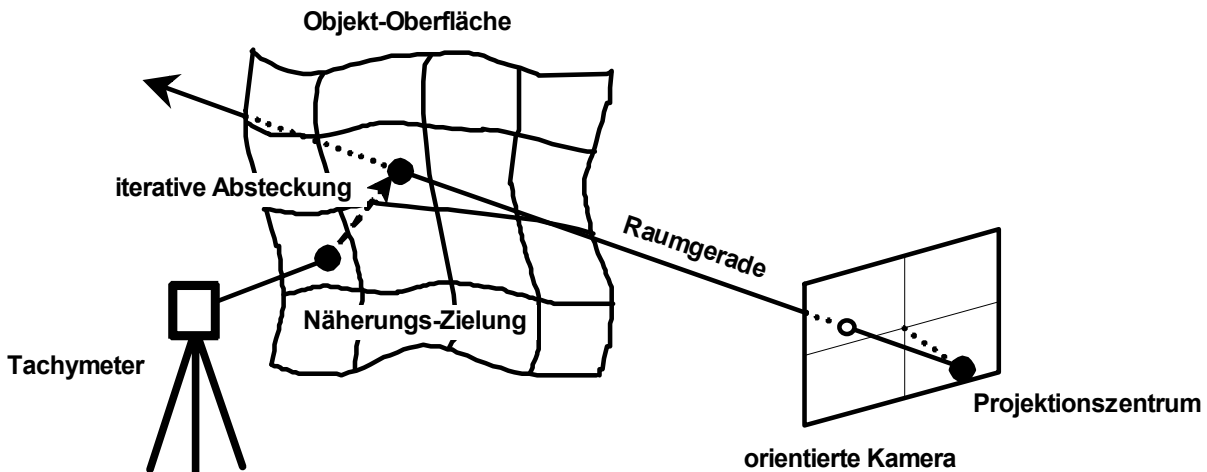 Objekt-Oberfläche
iterative Absteckung
Raumgerade
Näherungs-Zielung
Tachymeter
Projektionszentrum
orientierte Kamera